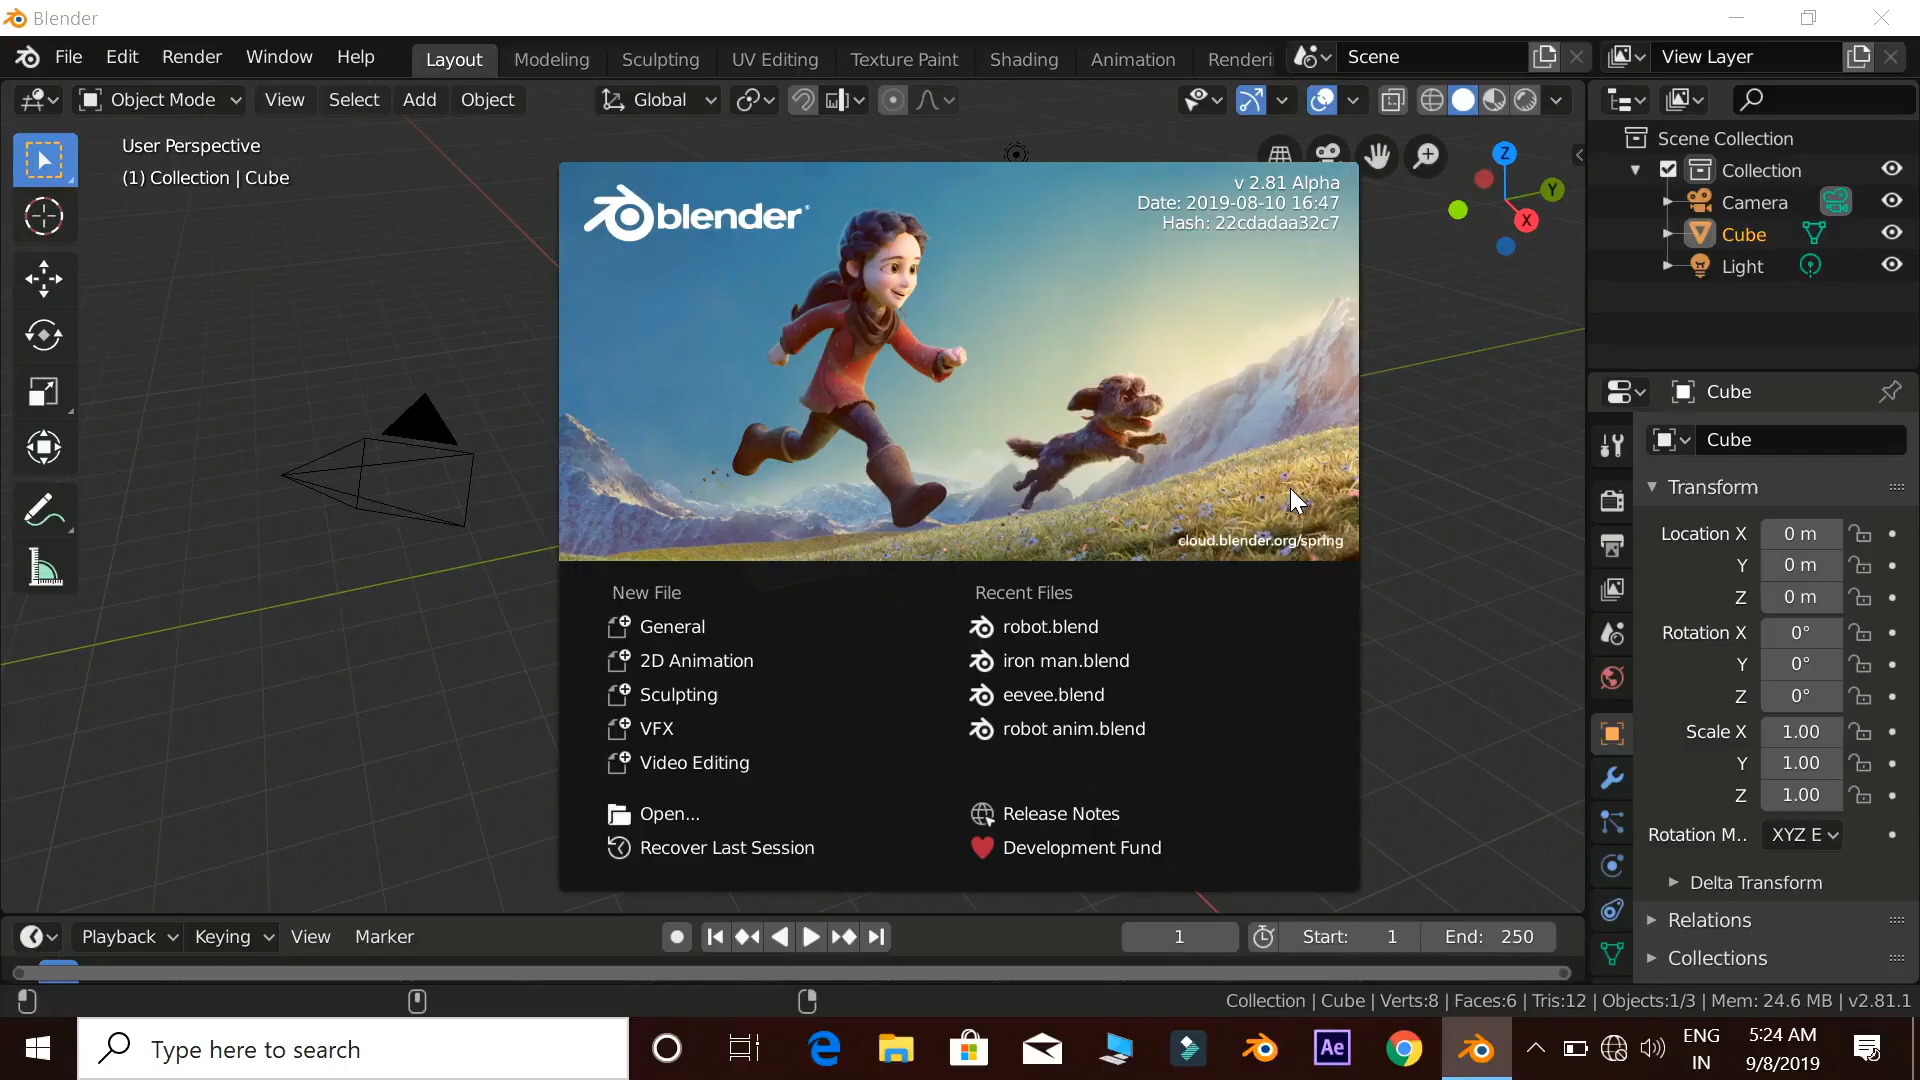 Blender
File Edit Render Window Help Layout Modeling Sculpting UV Editing Texture Paint Shading Animation Renderi Scene View Layer
Object Mode View Select Add Object Global
User Perspective
(1) Collection | Cube
blender
v 2.81 Alpha
Date: 2019-08-10 16:47
Hash: 22cdadaa32c7
cloud.blender.org/spring
New File
General
2D Animation
Sculpting
VFX
Video Editing
Open...
Recover Last Session
Recent Files
robot.blend
iron man.blend
eevee.blend
robot anim.blend
Release Notes
Development Fund
Z
Y
X
Scene Collection
Collection
Camera
Cube
Light
Cube
Cube
Transform
Location X 0 m
Y 0 m
Z 0 m
Rotation X 0°
Y 0°
Z 0°
Scale X 1.00
Y 1.00
Z 1.00
Rotation M.. XYZ E
Delta Transform
Relations
Collections
Playback Keying View Marker 1 Start: 1 End: 250
Collection | Cube | Verts:8 | Faces:6 | Tris:12 | Objects:1/3 | Mem: 24.6 MB | v2.81.1
Type here to search
Ae
ENG
IN
5:24 AM
9/8/2019